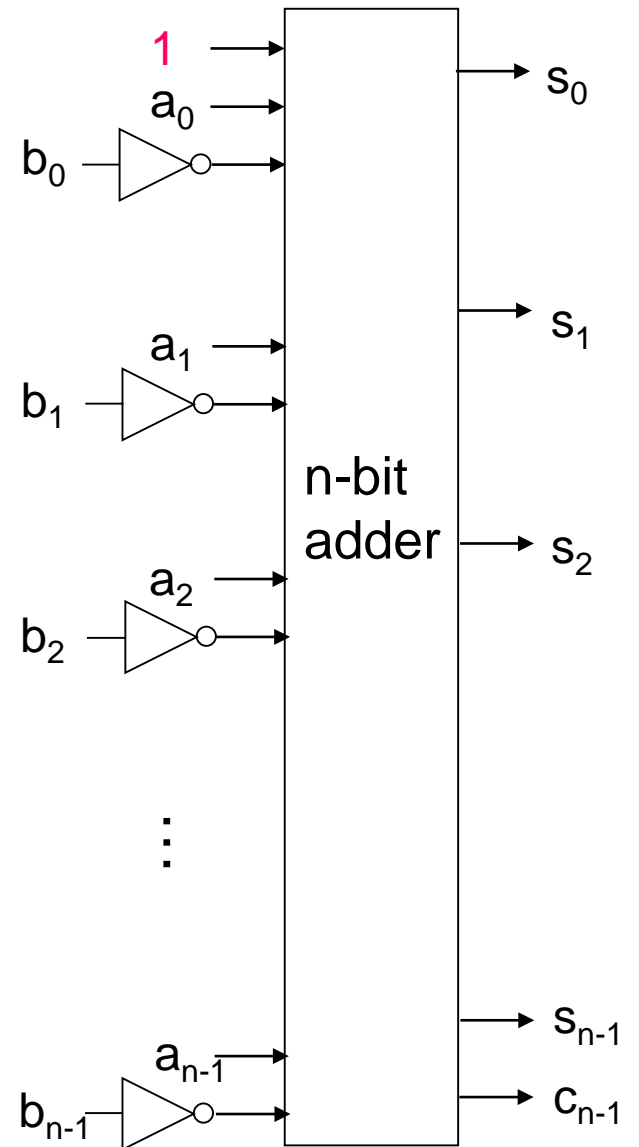 1
a₀
b₀
s₀
a₁
b₁
s₁
n-bit
adder
a₂
b₂
s₂
⋮
aₙ₋₁
bₙ₋₁
sₙ₋₁
cₙ₋₁